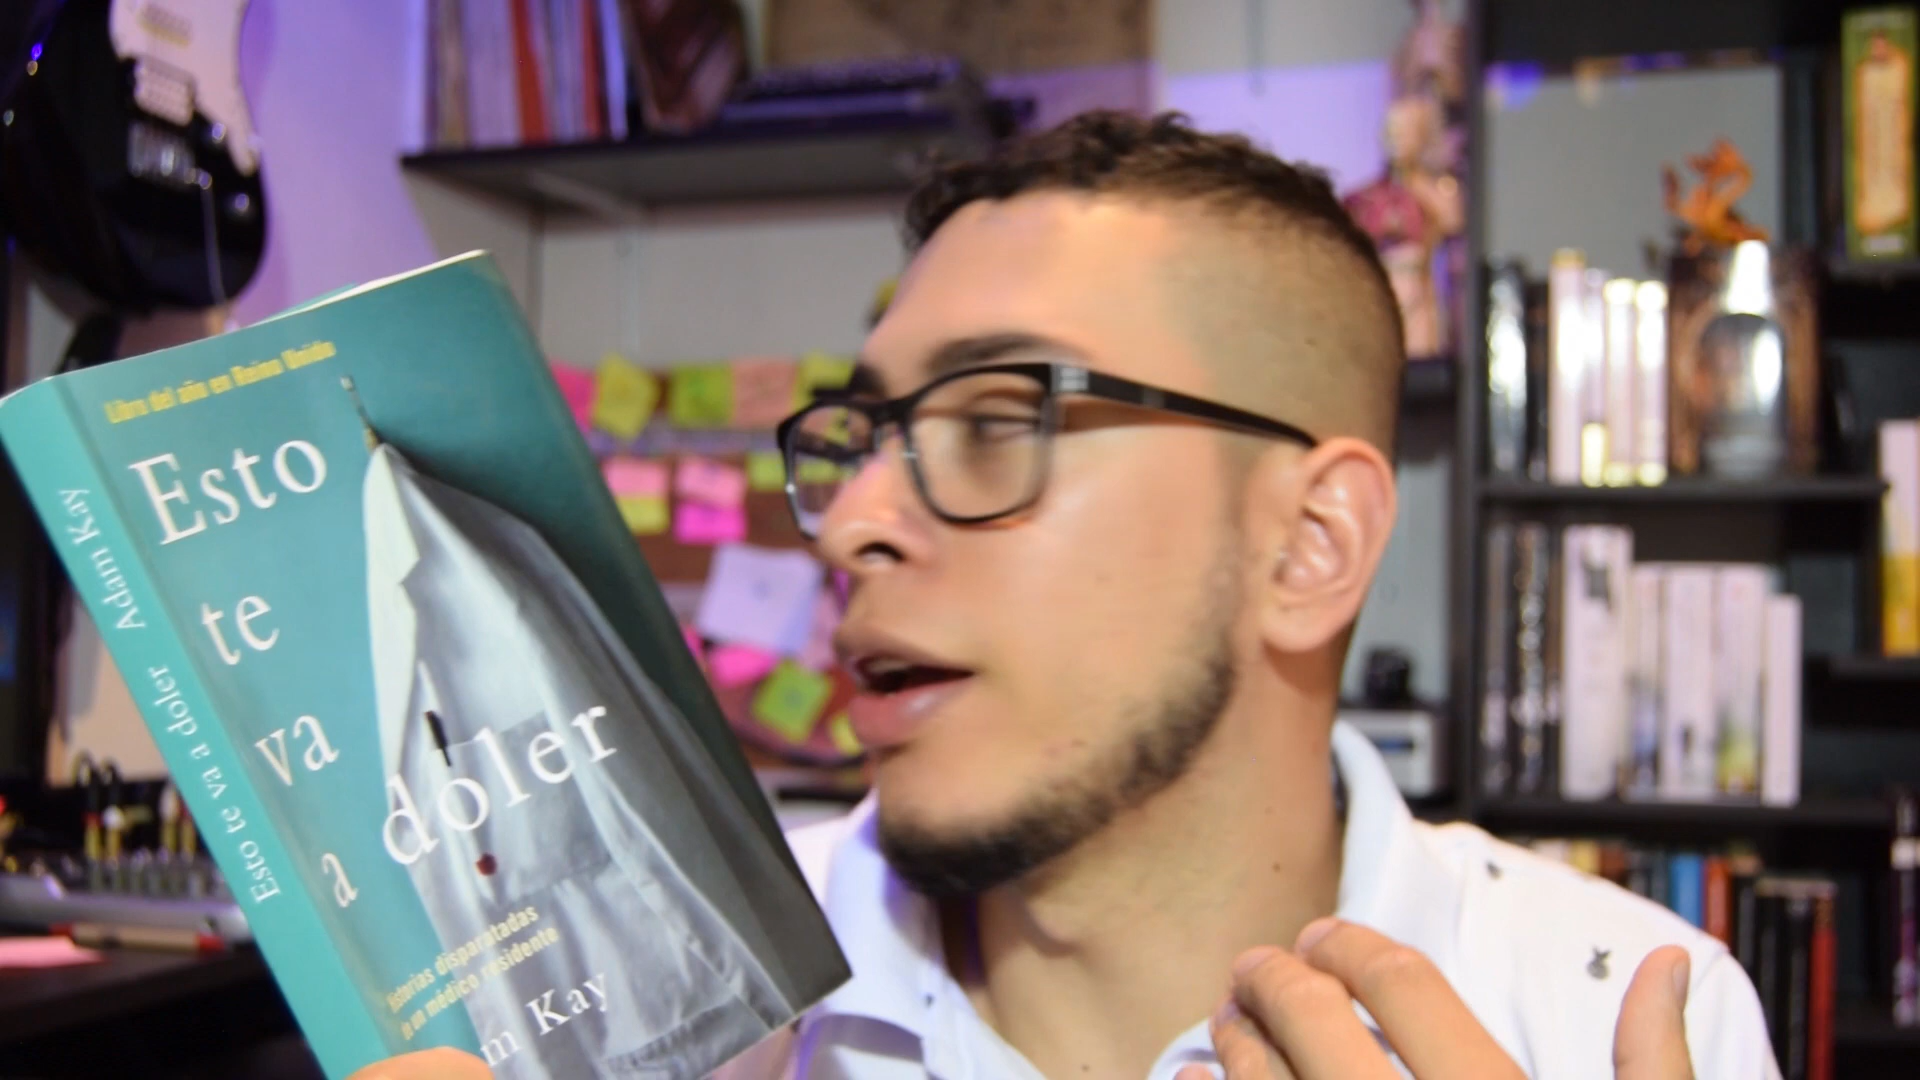 Libro del año en Reino Unido
Esto
te
va
a
doler
Historias disparatadas
de un médico residente
m Kay
Esto te va a doler Adam Kay